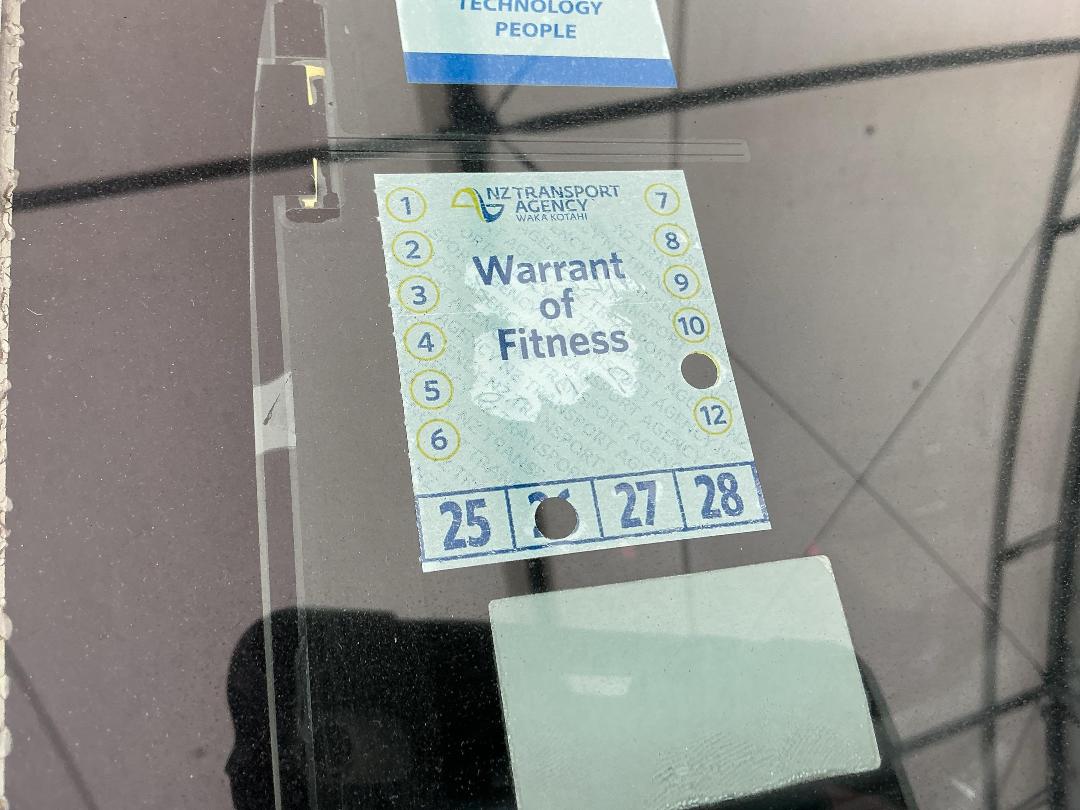 TECHNOLOGY
PEOPLE
NZ TRANSPORT
AGENCY
WAKA KOTAHI
Warrant
of
Fitness
1
2
3
4
5
6
7
8
9
10
12
25
27
28